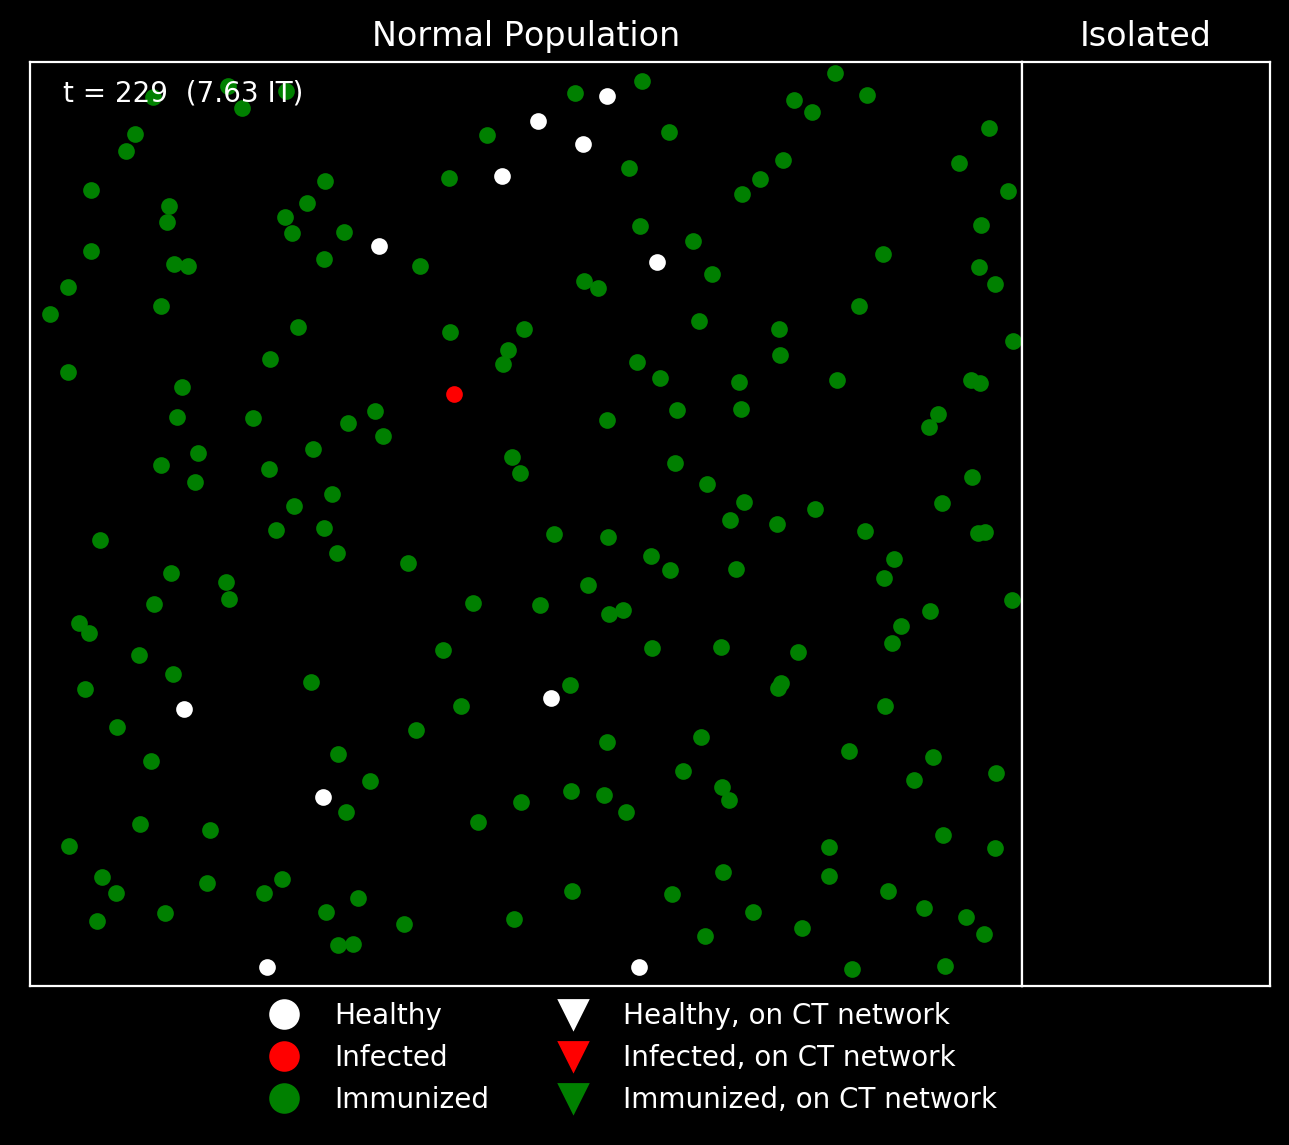 Normal Population
Isolated
t = 229  (7.63 IT)
Healthy
Infected
Immunized
Healthy, on CT network
Infected, on CT network
Immunized, on CT network